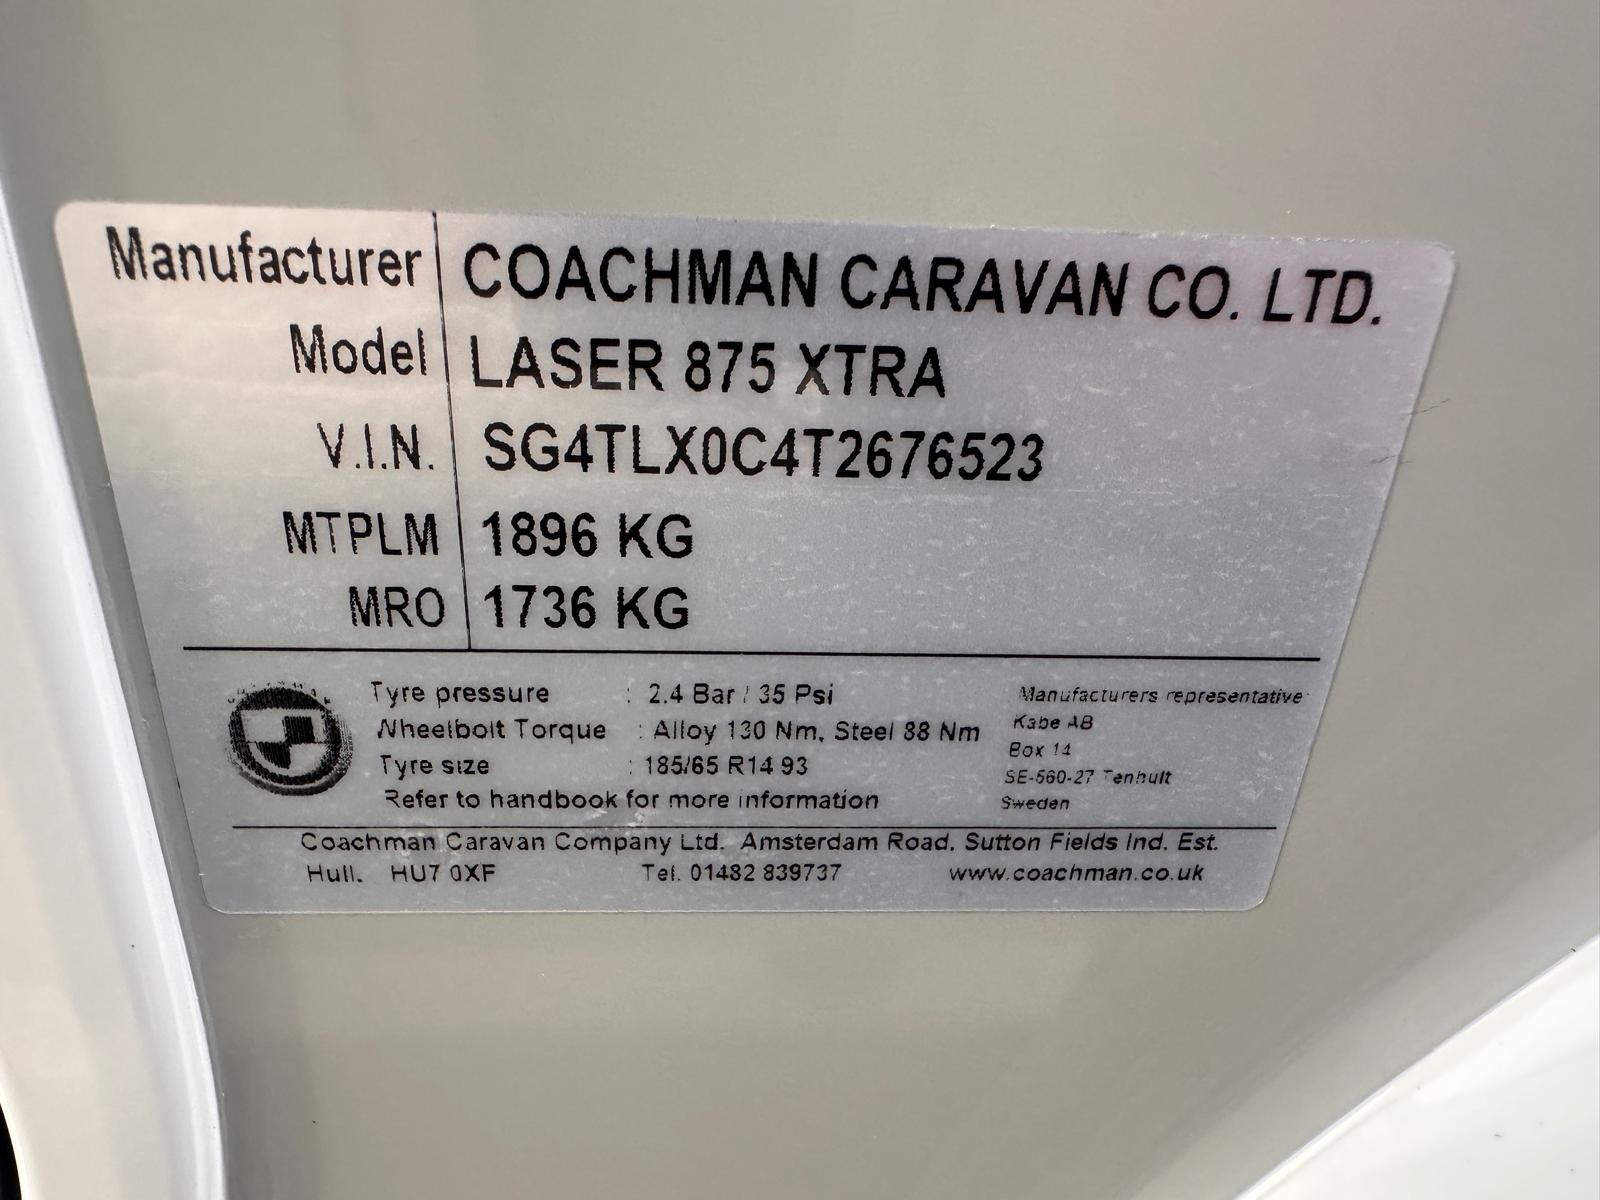 Manufacturer COACHMAN CARAVAN CO. LTD.
Model LASER 875 XTRA
V.I.N. SG4TLX0C4T2676523
MTPLM 1896 KG
MRO 1736 KG
Tyre pressure : 2.4 Bar / 35 Psi
Wheelbolt Torque : Alloy 130 Nm, Steel 88 Nm
Tyre size : 185/65 R14 93
Refer to handbook for more information
Manufacturers representative
Kabe AB
Box 14
SE-560-27 Tenhult
Sweden
Coachman Caravan Company Ltd. Amsterdam Road, Sutton Fields Ind. Est.
Hull. HU7 0XF Tel. 01482 839737 www.coachman.co.uk